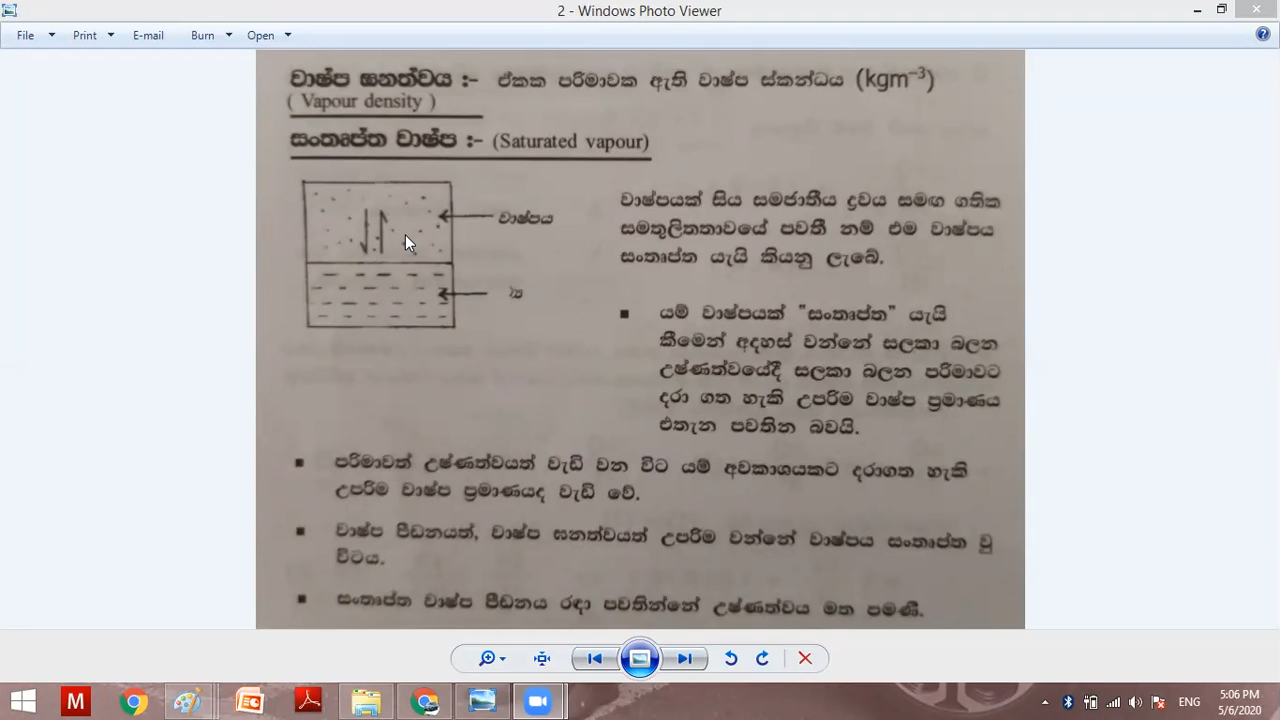 2 - Windows Photo Viewer
File Print E-mail Burn Open
වාෂ්ප ඝනත්වය :- ඒකක පරිමාවක ඇති වාෂ්ප ස්කන්ධය (kgm⁻³)
( Vapour density )
සංතෘප්ත වාෂ්ප :- (Saturated vapour)
වාෂ්පයක් සිය සමජාතීය ද්‍රවය සමඟ ගතික
වාෂ්පය
සමතුලිතතාවයේ පවතී නම් එම වාෂ්පය
සංතෘප්ත යැයි කියනු ලැබේ.
■ යම් වාෂ්පයක් "සංතෘප්ත" යැයි
කීමෙන් අදහස් වන්නේ සලකා බලන
උෂ්ණත්වයේදී සලකා බලන පරිමාවට
දරා ගත හැකි උපරිම වාෂ්ප ප්‍රමාණය
එතැන පවතින බවයි.
■ පරිමාවත් උෂ්ණත්වයත් වැඩි වන විට යම් අවකාශයකට දරාගත හැකි
උපරිම වාෂ්ප ප්‍රමාණයද වැඩි වේ.
■ වාෂ්ප පීඩනයත්, වාෂ්ප ඝනත්වයත් උපරිම වන්නේ වාෂ්පය සංතෘප්ත වූ
විටය.
■ සංතෘප්ත වාෂ්ප පීඩනය රඳා පවතින්නේ උෂ්ණත්වය මත පමණී.
ENG
5:06 PM
5/6/2020